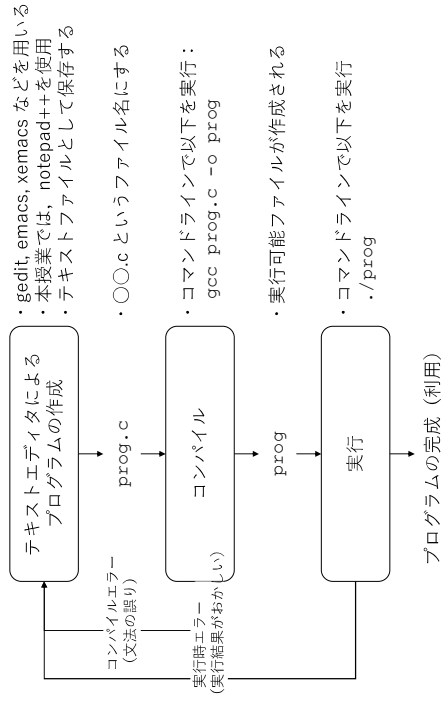 テキストエディタによる
プログラムの作成
・gedit, emacs, xemacs などを用いる
・本授業では，notepad++を使用
・テキストファイルとして保存する
prog.c
・○○.c というファイル名にする
コンパイル
・コマンドラインで以下を実行：
gcc prog.c -o prog
prog
・実行可能ファイルが作成される
実行
・コマンドラインで以下を実行
./prog
プログラムの完成（利用）
コンパイルエラー
(文法の誤り)
実行時エラー
(実行結果がおかしい)